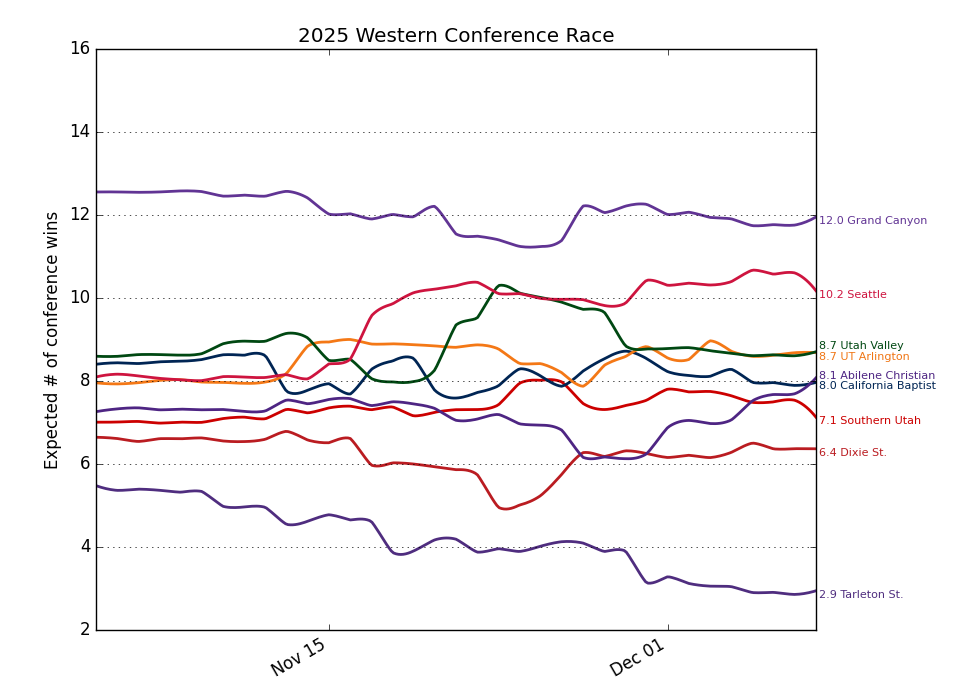 2025 Western Conference Race
Expected # of conference wins
16
14
12
10
8
6
4
2
Nov 15
Dec 01
12.0 Grand Canyon
10.2 Seattle
8.7 Utah Valley
8.7 UT Arlington
8.1 Abilene Christian
8.0 California Baptist
7.1 Southern Utah
6.4 Dixie St.
2.9 Tarleton St.